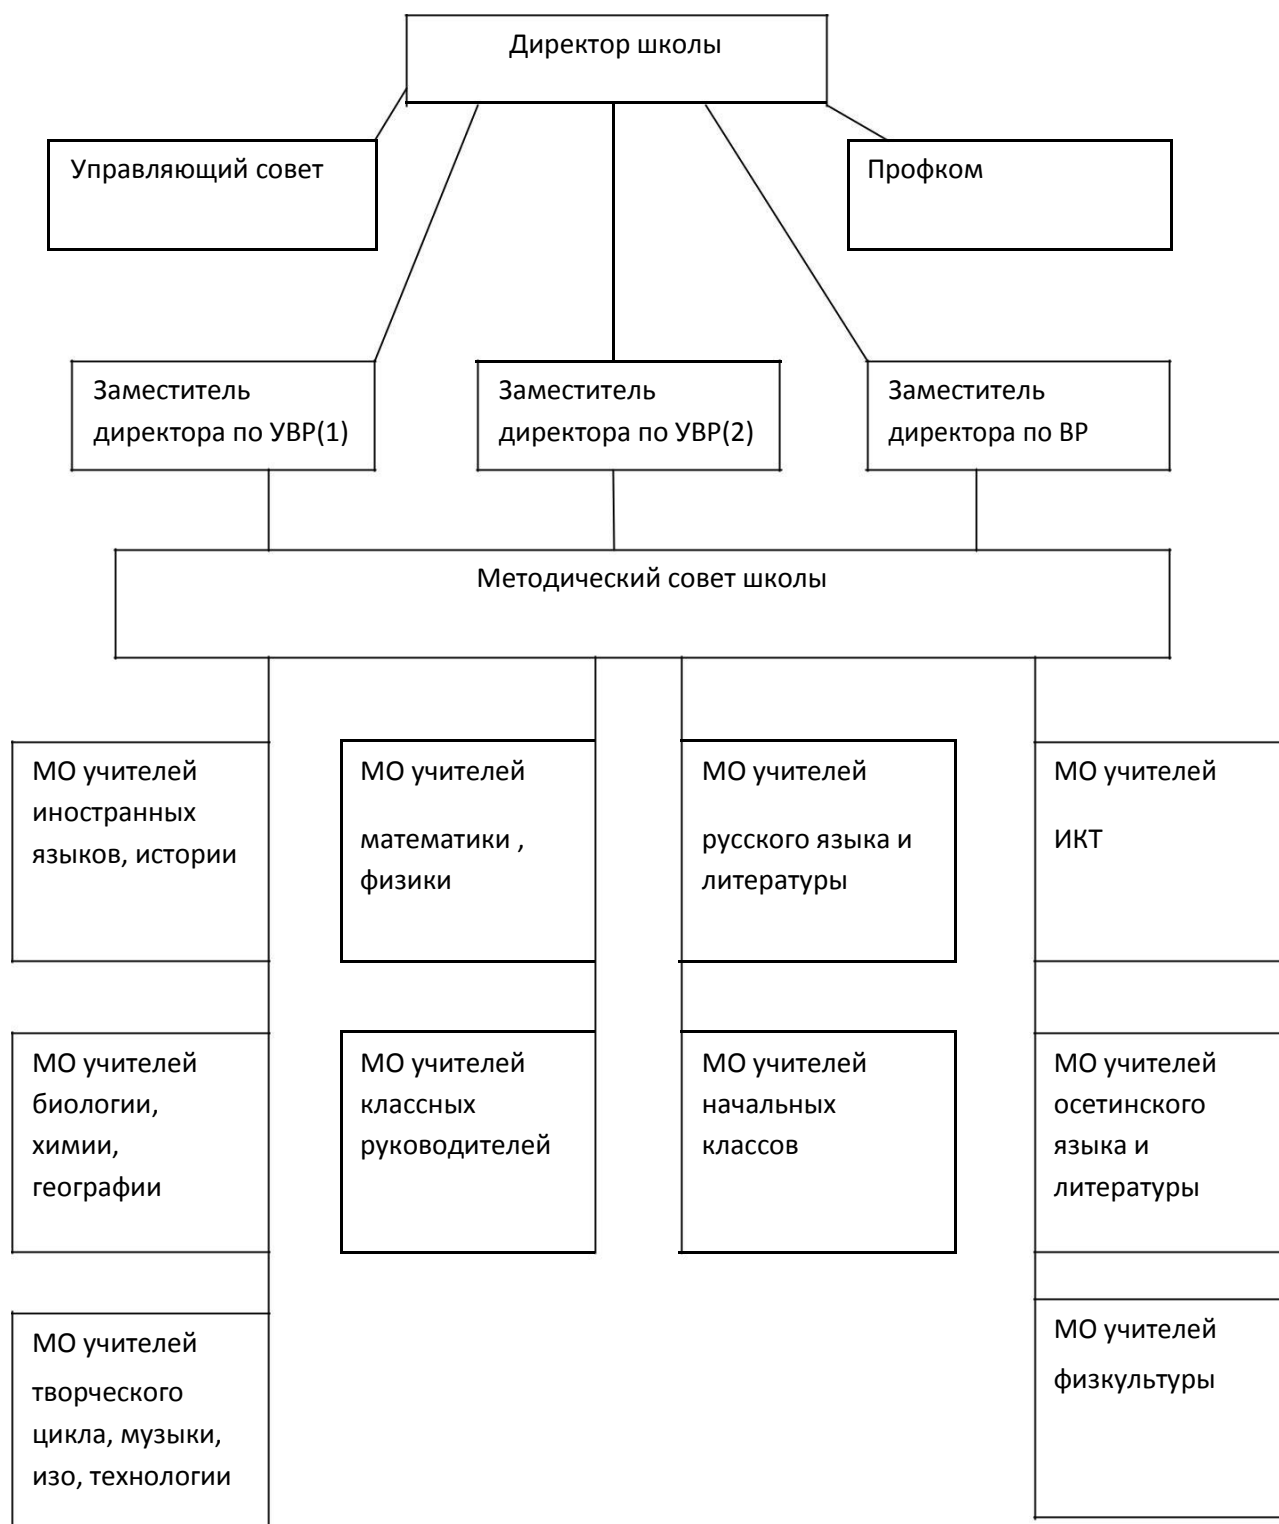 Директор школы
Управляющий совет
Профком
Заместитель
директора по УВР(1)
Заместитель
директора по УВР(2)
Заместитель
директора по ВР
Методический совет школы
МО учителей
иностранных
языков, истории
МО учителей
математики ,
физики
МО учителей
русского языка и
литературы
МО учителей
ИКТ
МО учителей
биологии,
химии,
географии
МО учителей
классных
руководителей
МО учителей
начальных
классов
МО учителей
осетинского
языка и
литературы
МО учителей
творческого
цикла, музыки,
изо, технологии
МО учителей
физкультуры